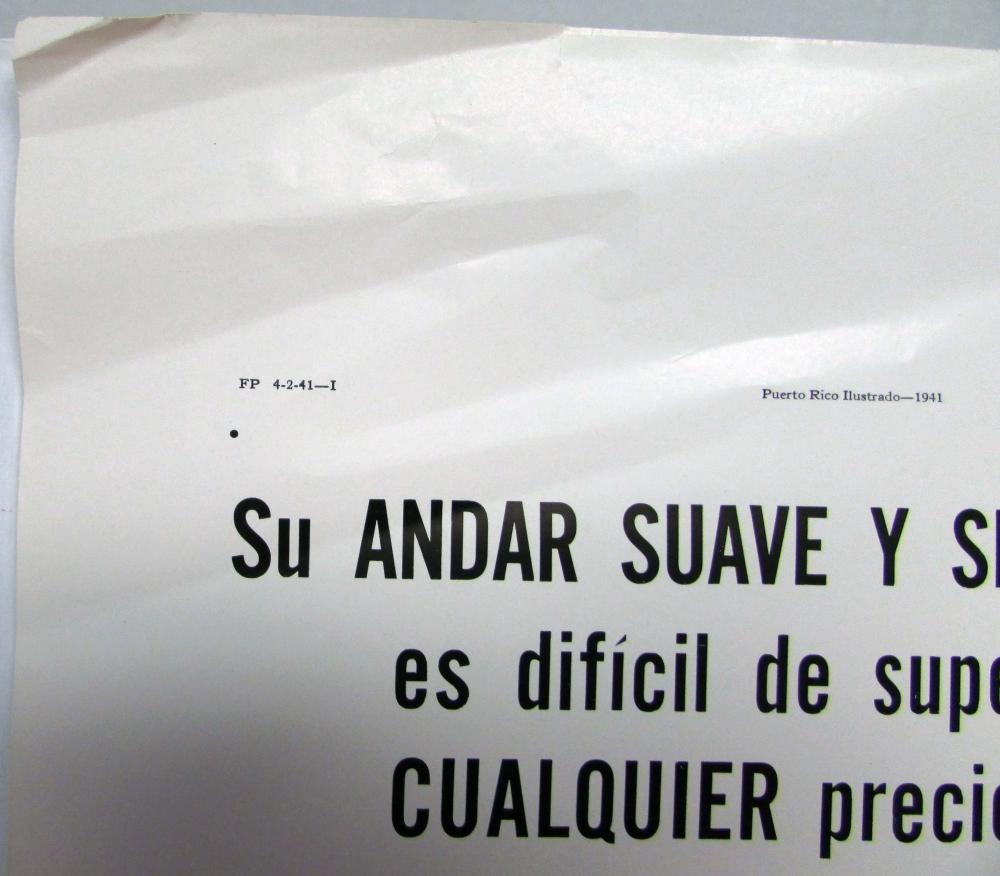 FP 4-2-41—I
Puerto Rico Ilustrado—1941
Su ANDAR SUAVE Y
es difícil de
CUALQUIER